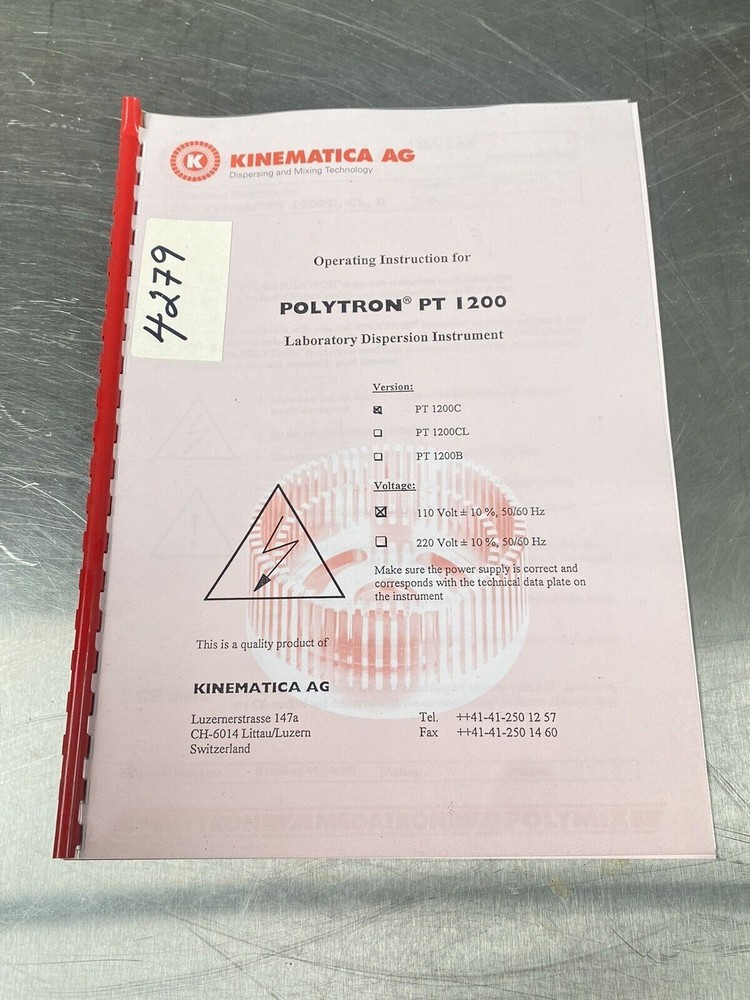 K
KINEMATICA AG
Dispersing and Mixing Technology
4279
Operating Instruction for
POLYTRON® PT 1200
Laboratory Dispersion Instrument
Version:
☒ PT 1200C
☐ PT 1200CL
☐ PT 1200B
Voltage:
☒ 110 Volt ± 10 %, 50/60 Hz
☐ 220 Volt ± 10 %, 50/60 Hz
Make sure the power supply is correct and
corresponds with the technical data plate on
the instrument
This is a quality product of
KINEMATICA AG
Luzernerstrasse 147a
CH-6014 Littau/Luzern
Switzerland
Tel. ++41-41-250 12 57
Fax ++41-41-250 14 60